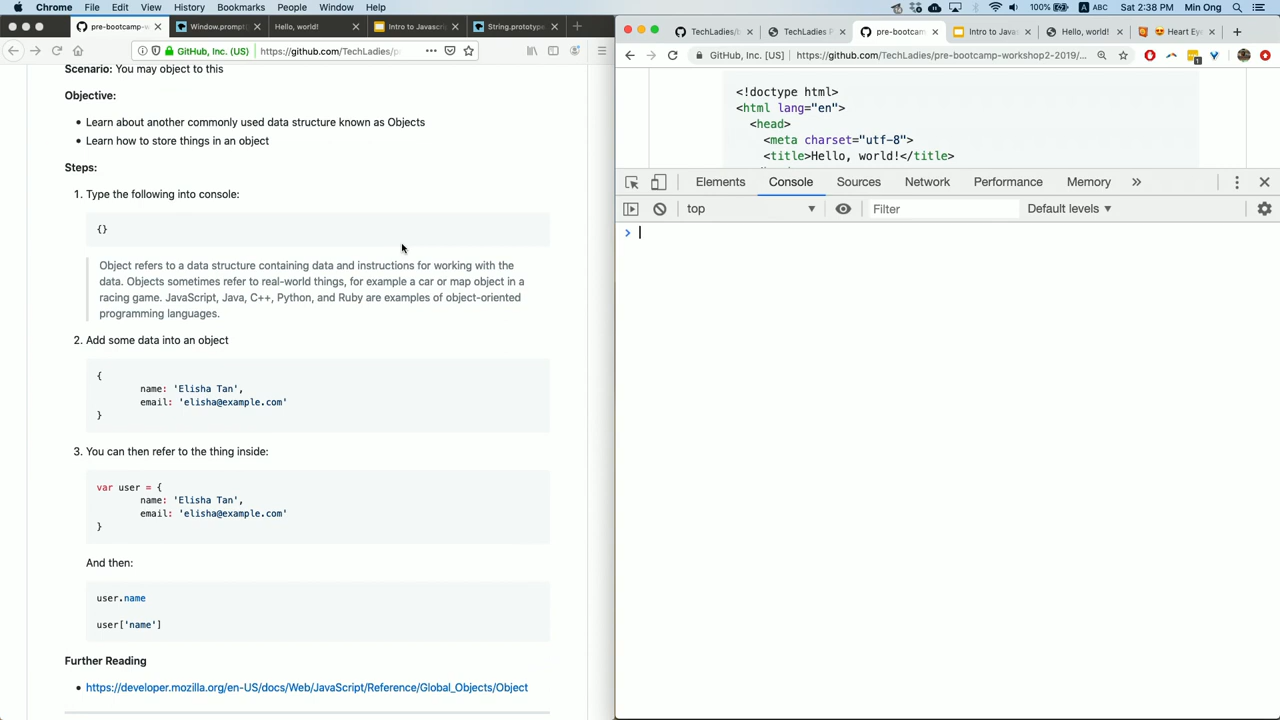 Chrome File Edit View History Bookmarks People Window Help
100% ABC Sat 2:38 PM Min Ong
pre-bootcamp-w Window.prompt( Hello, world! Intro to Javascri String.prototype
GitHub, Inc. (US) https://github.com/TechLadies/pr
Scenario: You may object to this
Objective:
Learn about another commonly used data structure known as Objects
Learn how to store things in an object
Steps:
1. Type the following into console:
{}
Object refers to a data structure containing data and instructions for working with the
data. Objects sometimes refer to real-world things, for example a car or map object in a
racing game. JavaScript, Java, C++, Python, and Ruby are examples of object-oriented
programming languages.
2. Add some data into an object
{
name: 'Elisha Tan',
email: 'elisha@example.com'
}
3. You can then refer to the thing inside:
var user = {
name: 'Elisha Tan',
email: 'elisha@example.com'
}
And then:
user.name
user['name']
Further Reading
https://developer.mozilla.org/en-US/docs/Web/JavaScript/Reference/Global_Objects/Object
TechLadies/b TechLadies P pre-bootcamp Intro to Javas Hello, world! Heart Eye
GitHub, Inc. [US] https://github.com/TechLadies/pre-bootcamp-workshop2-2019/...
<!doctype html>
<html lang="en">
<head>
<meta charset="utf-8">
<title>Hello, world!</title>
Elements Console Sources Network Performance Memory »
top Filter Default levels